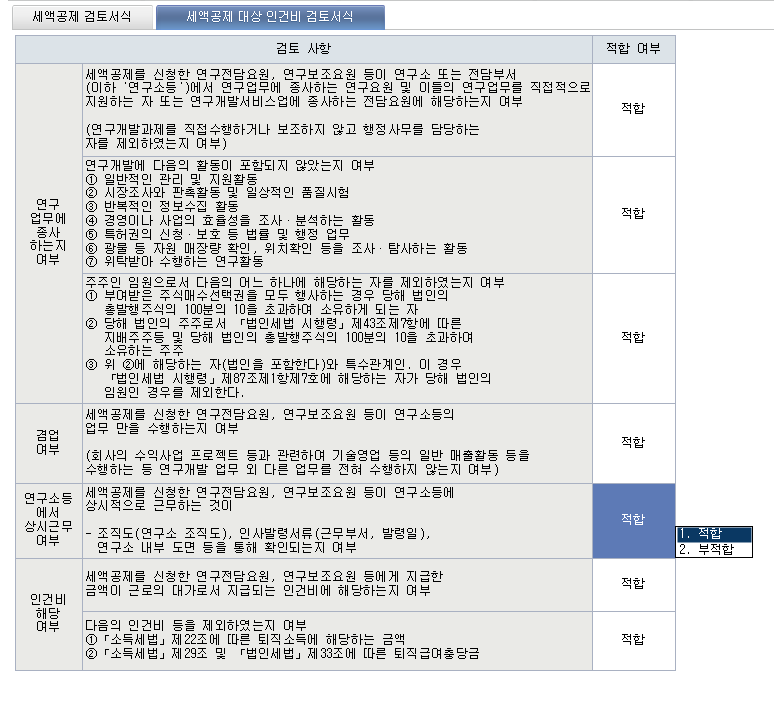 세액공제 검토서식
세액공제 대상 인건비 검토서식
검토 사항
적합 여부
연구
업무에
종사
하는지
여부
세액공제를 신청한 연구전담요원, 연구보조요원 등이 연구소 또는 전담부서
(이하 '연구소등')에서 연구업무에 종사하는 연구요원 및 이들의 연구업무를 직접적으로
지원하는 자 또는 연구개발서비스업에 종사하는 전담요원에 해당하는지 여부
(연구개발과제를 직접수행하거나 보조하지 않고 행정사무를 담당하는
자를 제외하였는지 여부)
적합
연구개발에 다음의 활동이 포함되지 않았는지 여부
① 일반적인 관리 및 지원활동
② 시장조사와 판촉활동 및 일상적인 품질시험
③ 반복적인 정보수집 활동
④ 경영이나 사업의 효율성을 조사·분석하는 활동
⑤ 특허권의 신청·보호 등 법률 및 행정 업무
⑥ 광물 등 자원 매장량 확인, 위치확인 등을 조사·탐사하는 활동
⑦ 위탁받아 수행하는 연구활동
적합
주주인 임원으로서 다음의 어느 하나에 해당하는 자를 제외하였는지 여부
① 부여받은 주식매수선택권을 모두 행사하는 경우 당해 법인의
총발행주식의 100분의 10을 초과하여 소유하게 되는 자
② 당해 법인의 주주로서 「법인세법 시행령」제43조제7항에 따른
지배주주등 및 당해 법인의 총발행주식의 100분의 10을 초과하여
소유하는 주주
③ 위 ②에 해당하는 자(법인을 포함한다)와 특수관계인. 이 경우
「법인세법 시행령」제87조제1항제7호에 해당하는 자가 당해 법인의
임원인 경우를 제외한다.
적합
겸업
여부
세액공제를 신청한 연구전담요원, 연구보조요원 등이 연구소등의
업무 만을 수행하는지 여부
(회사의 수익사업 프로젝트 등과 관련하여 기술영업 등의 일반 매출활동 등을
수행하는 등 연구개발 업무 외 다른 업무를 전혀 수행하지 않는지 여부)
적합
연구소등
에서
상시근무
여부
세액공제를 신청한 연구전담요원, 연구보조요원 등이 연구소등에
상시적으로 근무하는 것이
- 조직도(연구소 조직도), 인사발령서류(근무부서, 발령일),
연구소 내부 도면 등을 통해 확인되는지 여부
적합
1. 적합
2. 부적합
인건비
해당
여부
세액공제를 신청한 연구전담요원, 연구보조요원 등에게 지급한
금액이 근로의 대가로서 지급되는 인건비에 해당하는지 여부
적합
다음의 인건비 등을 제외하였는지 여부
①「소득세법」제22조에 따른 퇴직소득에 해당하는 금액
②「소득세법」제29조 및 「법인세법」제33조에 따른 퇴직급여충당금
적합